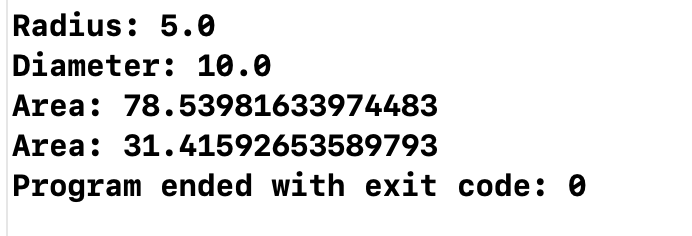 Radius: 5.0
Diameter: 10.0
Area: 78.53981633974483
Area: 31.41592653589793
Program ended with exit code: 0